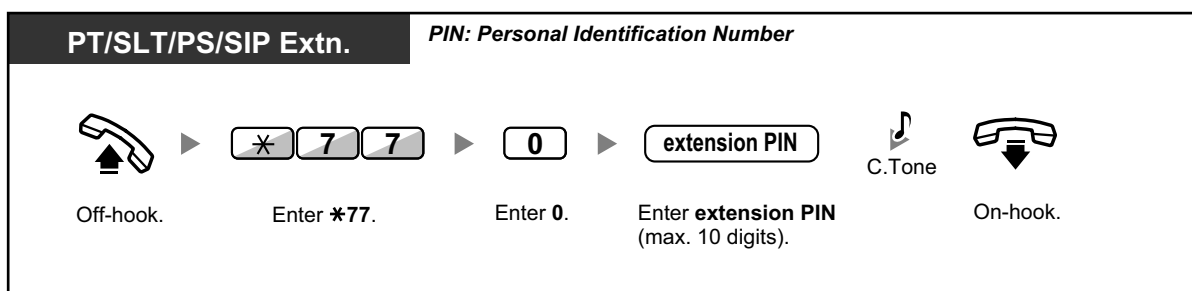 PT/SLT/PS/SIP Extn.
PIN: Personal Identification Number
* 7 7
0
extension PIN
C.Tone
Off-hook.
Enter *77.
Enter 0.
Enter extension PIN
(max. 10 digits).
On-hook.